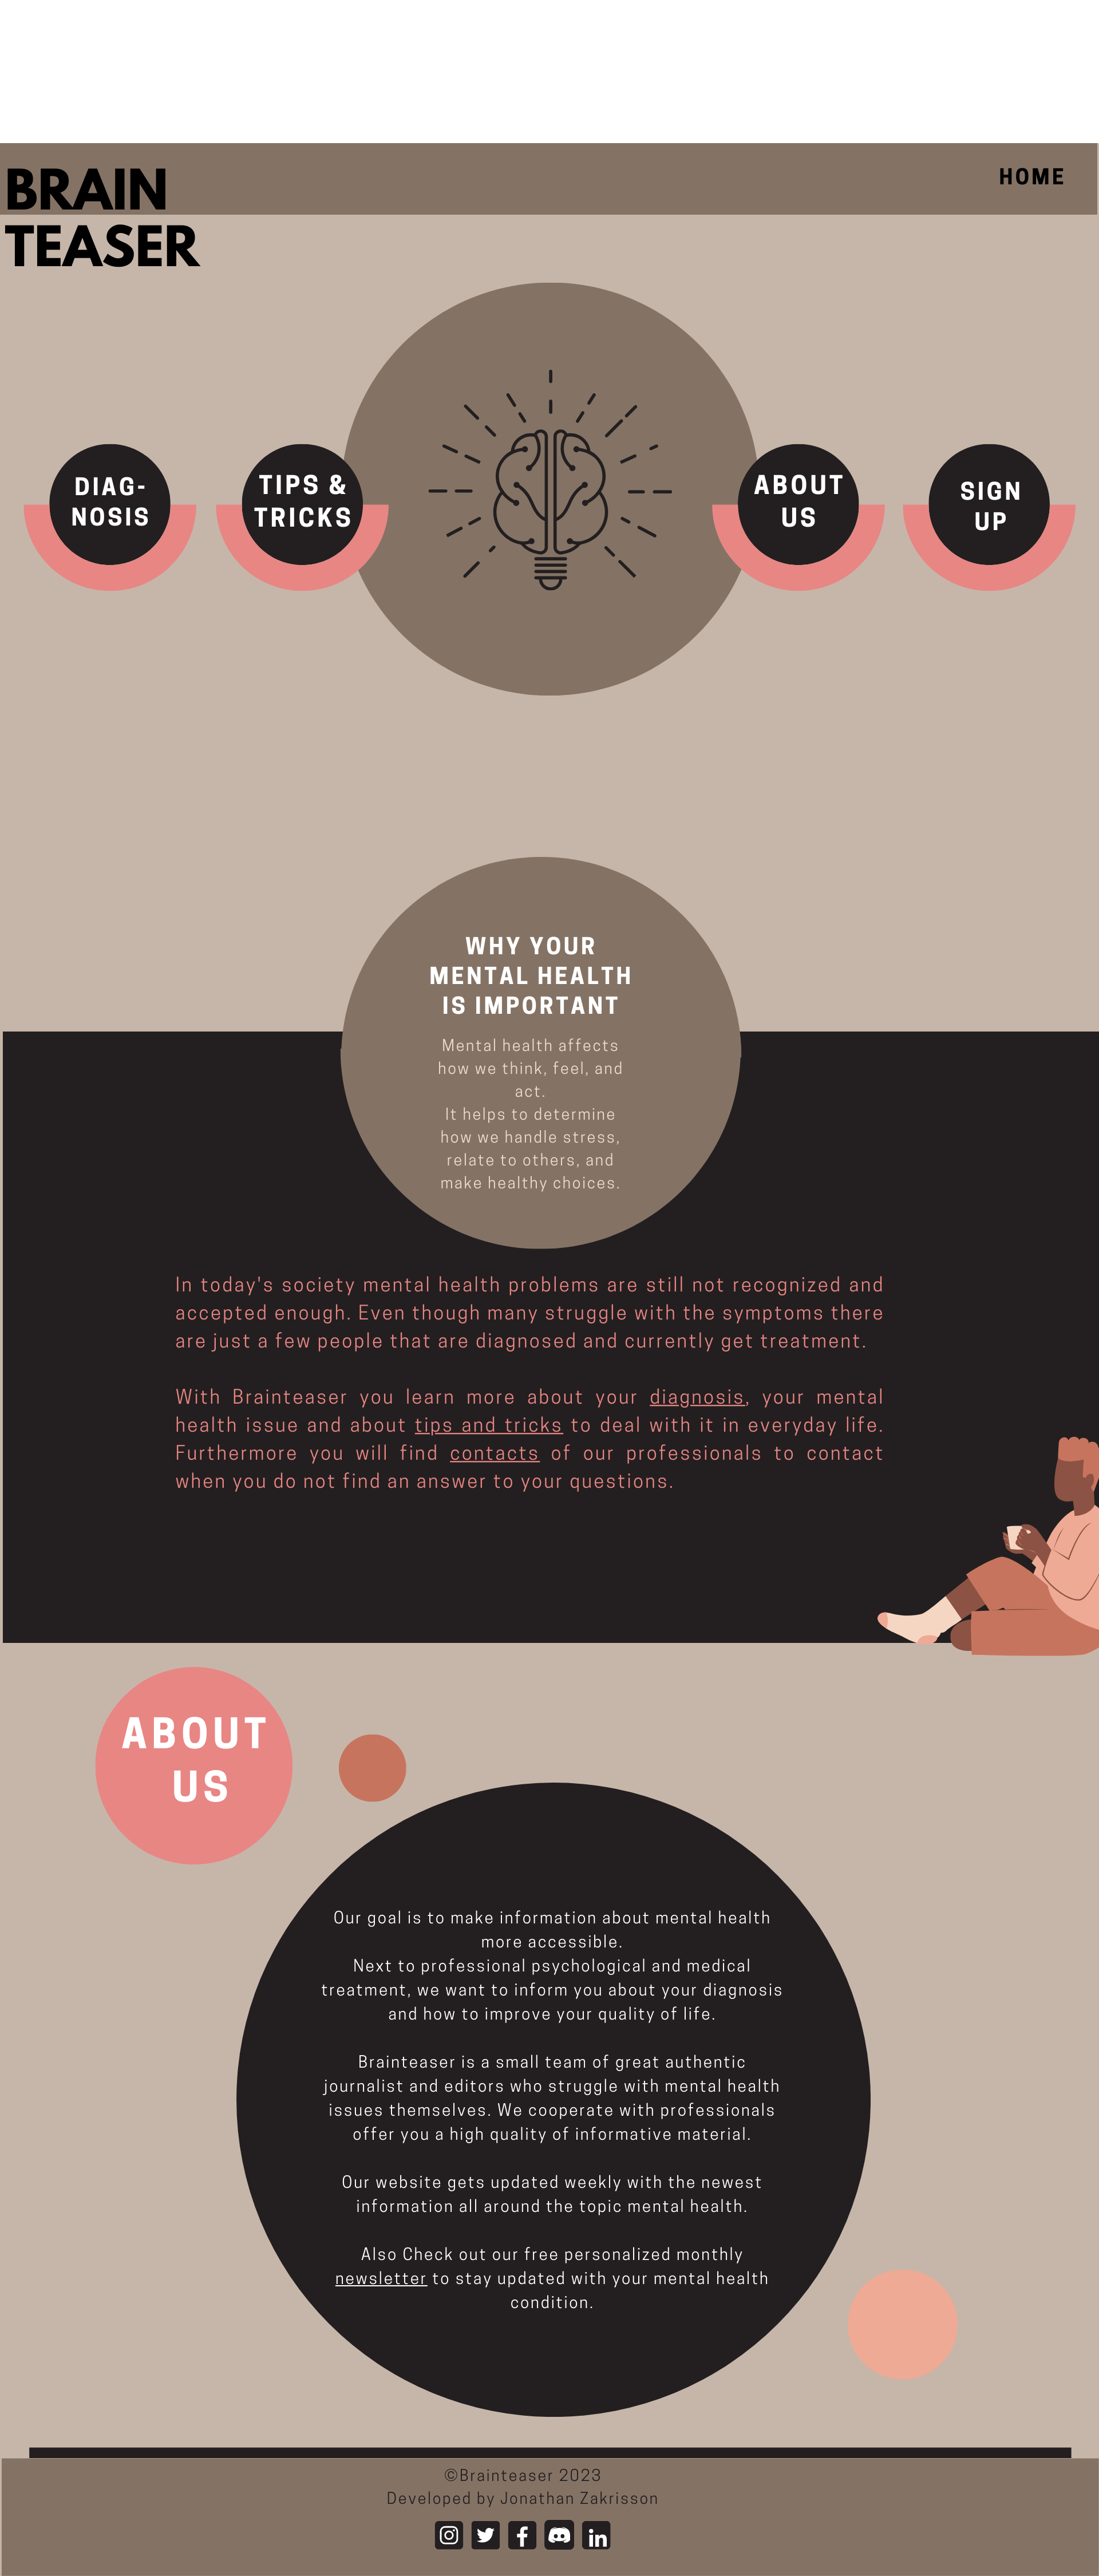 BRAIN
TEASER
HOME
DIAG-
NOSIS
TIPS &
TRICKS
ABOUT
US
SIGN
UP
WHY YOUR
MENTAL HEALTH
IS IMPORTANT
Mental health affects
how we think, feel, and
act.
It helps to determine
how we handle stress,
relate to others, and
make healthy choices.
In today's society mental health problems are still not recognized and
accepted enough. Even though many struggle with the symptoms there
are just a few people that are diagnosed and currently get treatment.
With Brainteaser you learn more about your diagnosis, your mental
health issue and about tips and tricks to deal with it in everyday life.
Furthermore you will find contacts of our professionals to contact
when you do not find an answer to your questions.
ABOUT
US
Our goal is to make information about mental health
more accessible.
Next to professional psychological and medical
treatment, we want to inform you about your diagnosis
and how to improve your quality of life.
Brainteaser is a small team of great authentic
journalist and editors who struggle with mental health
issues themselves. We cooperate with professionals
offer you a high quality of informative material.
Our website gets updated weekly with the newest
information all around the topic mental health.
Also Check out our free personalized monthly
newsletter to stay updated with your mental health
condition.
©Brainteaser 2023
Developed by Jonathan Zakrisson